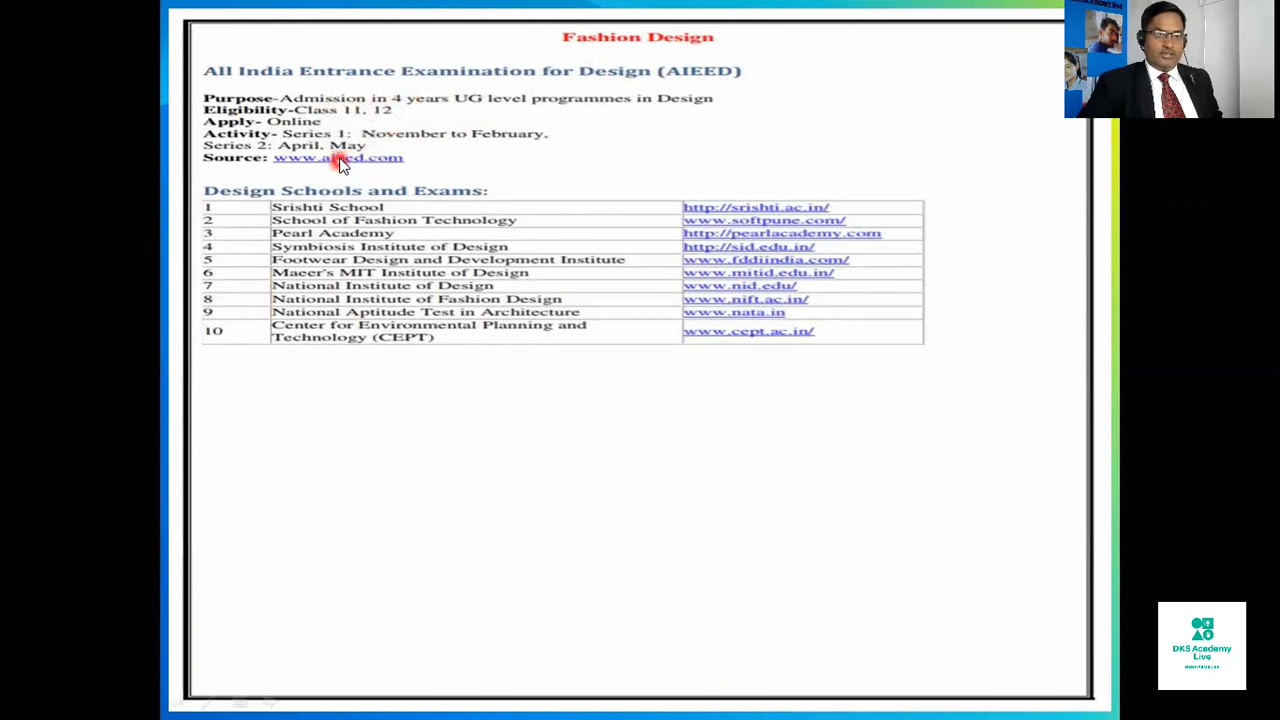 Fashion Design
All India Entrance Examination for Design (AIEED)
Purpose-Admission in 4 years UG level programmes in Design
Eligibility-Class 11, 12
Apply- Online
Activity- Series 1: November to February,
Series 2: April, May
Source: www.aieed.com
Design Schools and Exams:
1 Srishti School http://srishti.ac.in/
2 School of Fashion Technology www.softpune.com/
3 Pearl Academy http://pearlacademy.com
4 Symbiosis Institute of Design http://sid.edu.in/
5 Footwear Design and Development Institute www.fddiindia.com/
6 Maeer's MIT Institute of Design www.mitid.edu.in/
7 National Institute of Design www.nid.edu/
8 National Institute of Fashion Design www.nift.ac.in/
9 National Aptitude Test in Architecture www.nata.in
10 Center for Environmental Planning and
Technology (CEPT) www.cept.ac.in/
DKS Academy
Live